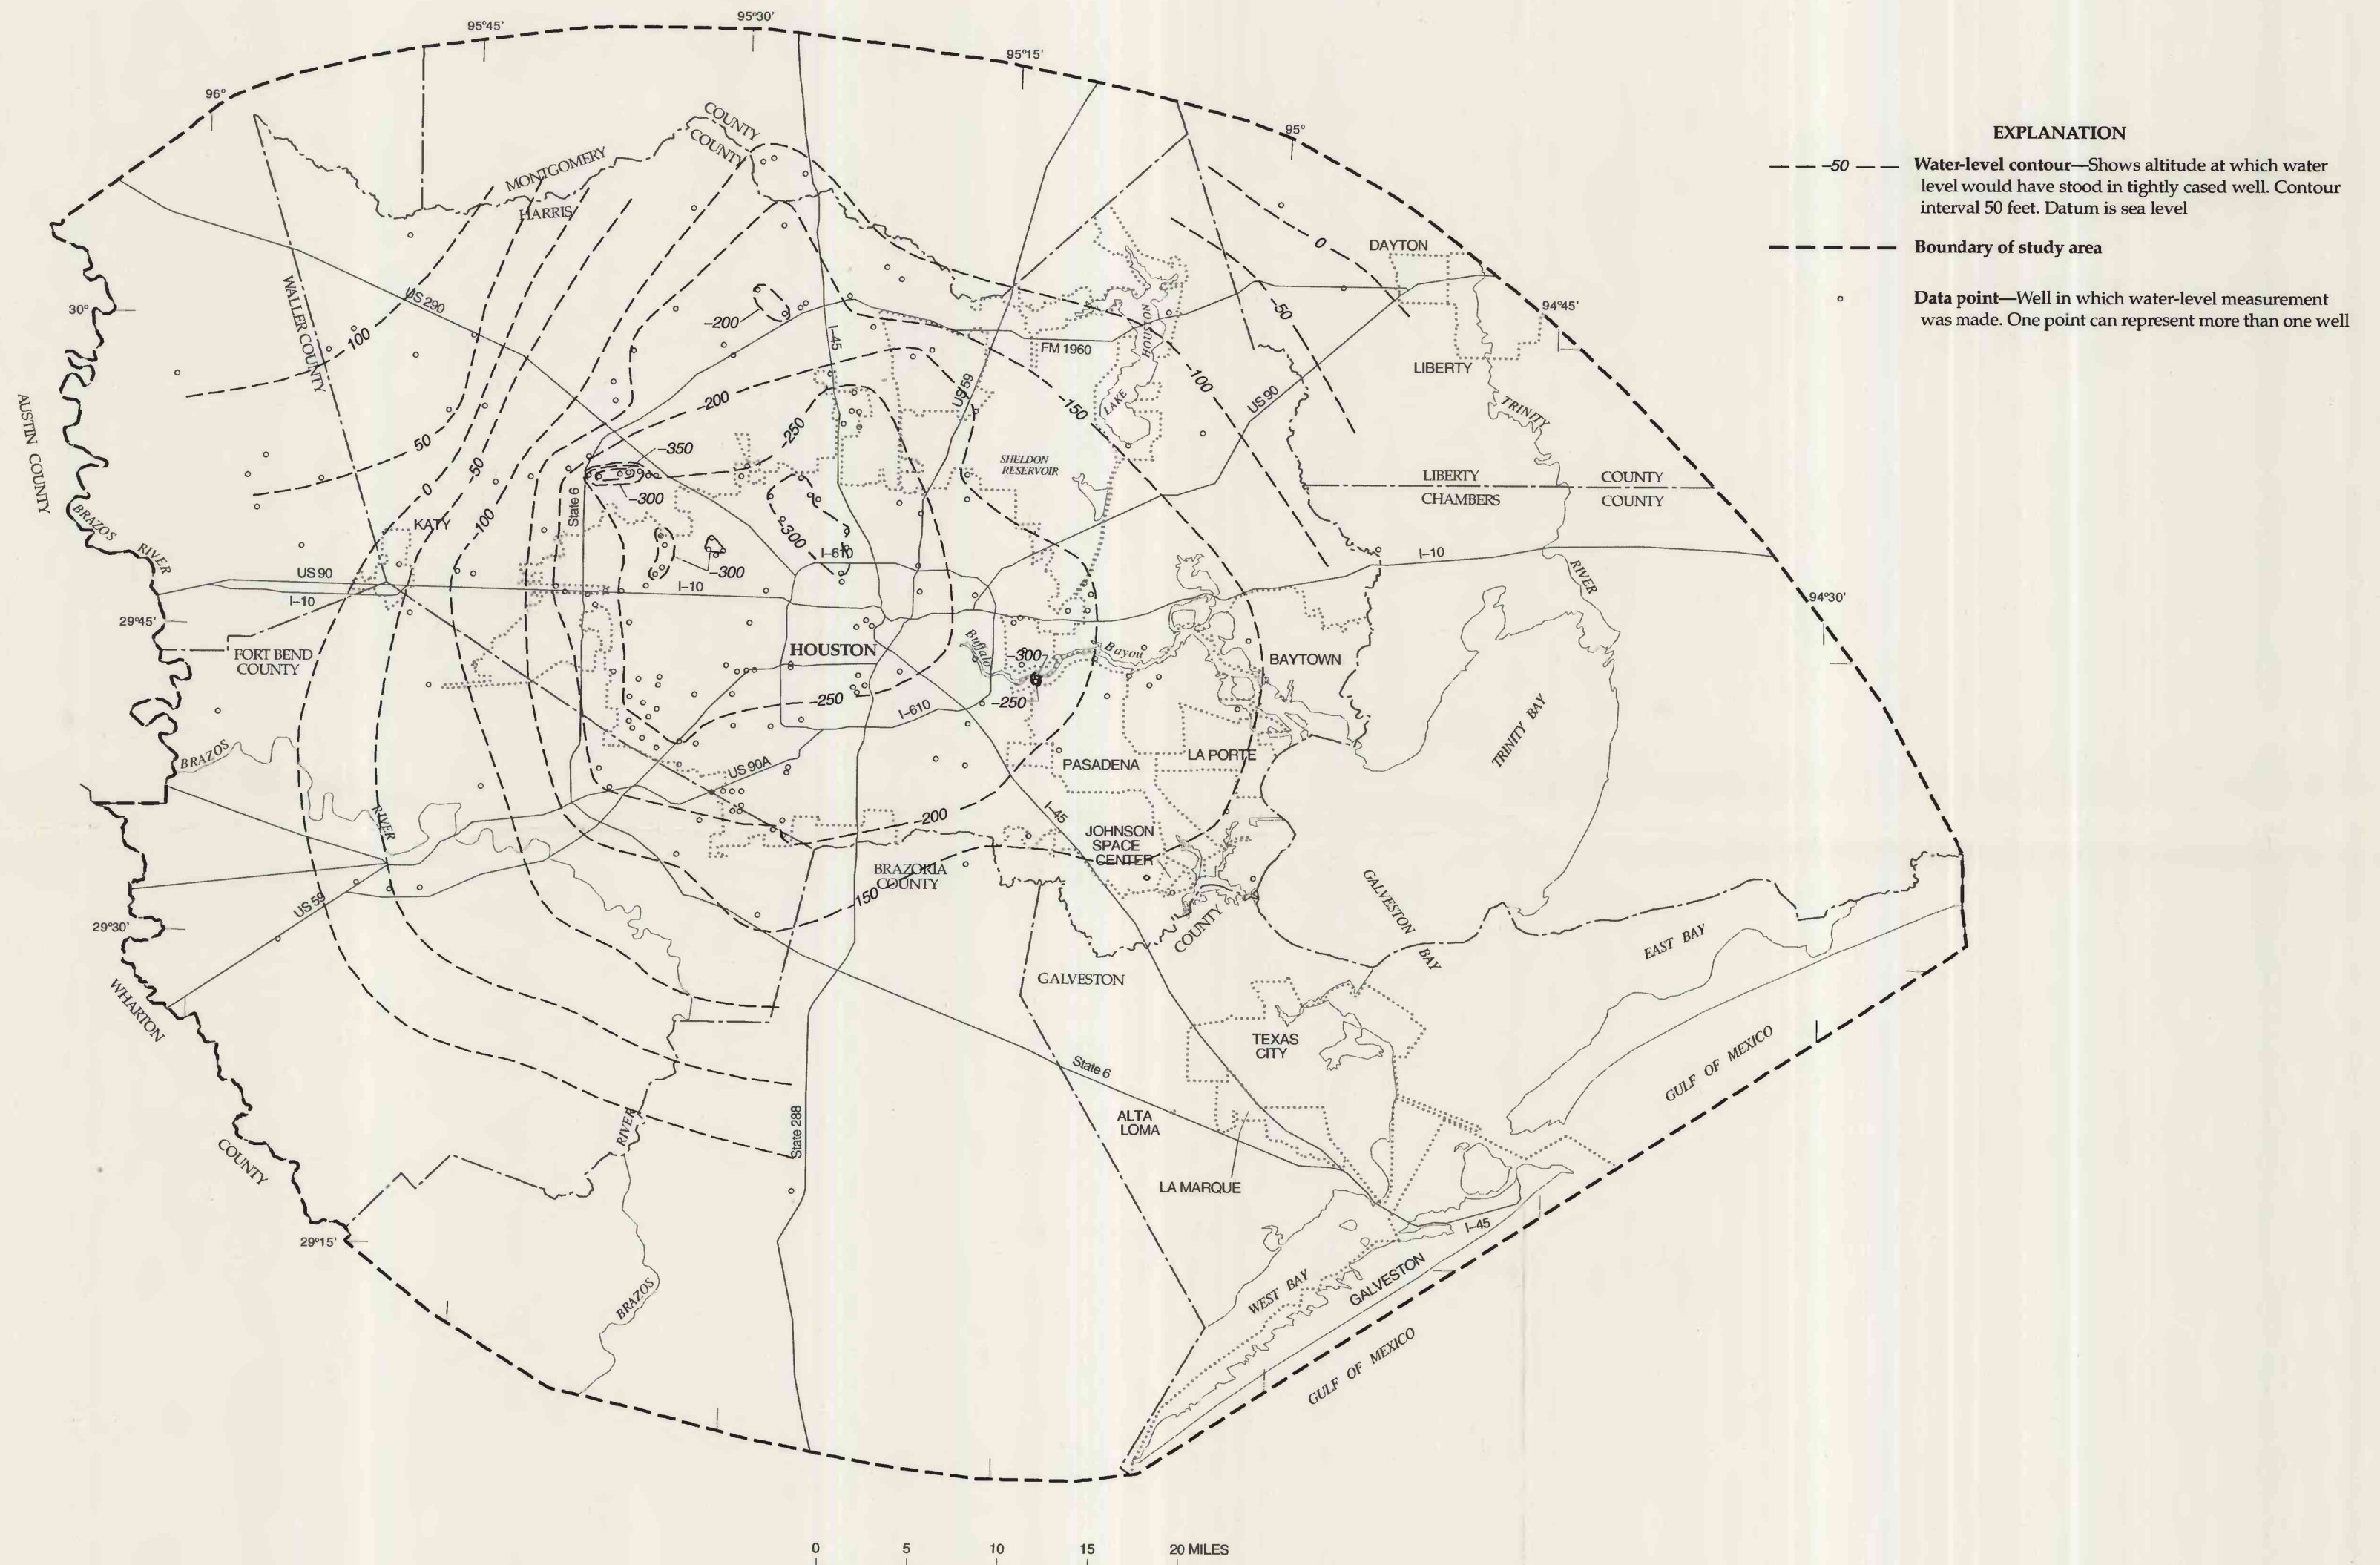 95°45'
95°30'
95°15'
96°
95°
EXPLANATION
— — –50 — — Water-level contour—Shows altitude at which water
level would have stood in tightly cased well. Contour
interval 50 feet. Datum is sea level
Boundary of study area
Data point—Well in which water-level measurement
was made. One point can represent more than one well
COUNTY
COUNTY
MONTGOMERY
HARRIS
WALLER COUNTY
US 290
30°
100
–200
I–45
FM 1960
HOUSTON
LAKE
0
DAYTON
–50
94°45'
LIBERTY
TRINITY
–100
US 90
AUSTIN COUNTY
50
–200
US 59
–150
–250
–350
–300
SHELDON
RESERVOIR
LIBERTY
COUNTY
CHAMBERS
COUNTY
0
–50
–100
State 6
BRAZOS
RIVER
KATY
–300
I–610
–300
I–10
RIVER
US 90
I–10
I–10
94°30'
29°45'
FORT BEND
COUNTY
HOUSTON
Buffalo
Bayou
–300
BAYTOWN
–250
I–610
–250
TRINITY BAY
BRAZOS
RIVER
US 90A
PASADENA
LA PORTE
–200
I–45
JOHNSON
SPACE
CENTER
BRAZORIA
COUNTY
150
US 59
29°30'
COUNTY
GALVESTON
BAY
EAST BAY
WHARTON
COUNTY
GALVESTON
TEXAS
CITY
GULF OF MEXICO
State 6
ALTA
LOMA
State 288
RIVER
LA MARQUE
I–45
29°15'
BRAZOS
WEST BAY
GALVESTON
GULF OF MEXICO
0 5 10 15 20 MILES